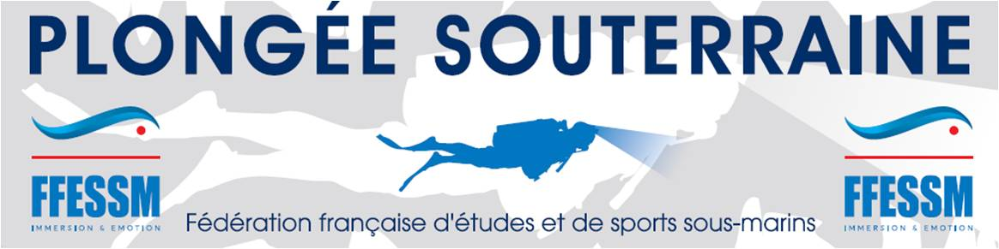 PLONGÉE SOUTERRAINE
FFESSM
IMMERSION & EMOTION
FFESSM
IMMERSION & EMOTION
Fédération française d'études et de sports sous-marins